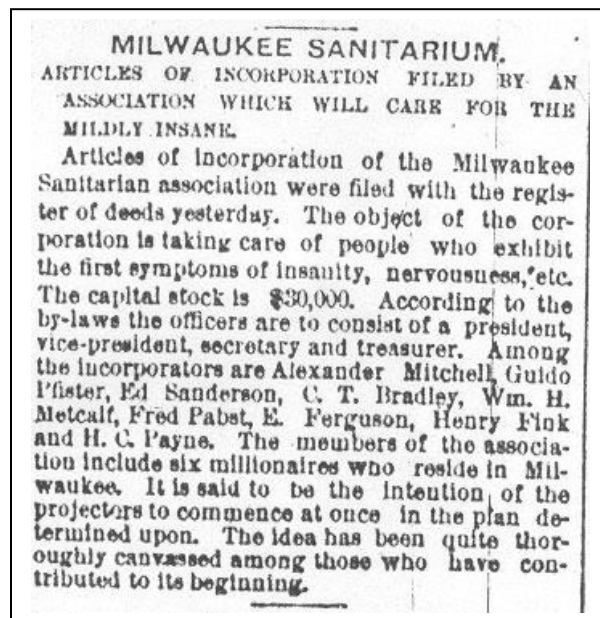 MILWAUKEE SANITARIUM.
ARTICLES OF INCORPORATION FILED BY AN
ASSOCIATION WHICH WILL CARE FOR THE
MILDLY INSANE.
Articles of incorporation of the Milwaukee
Sanitarian association were filed with the regis-
ter of deeds yesterday. The object of the cor-
poration is taking care of people who exhibit
the first symptoms of insanity, nervousness, etc.
The capital stock is $30,000. According to the
by-laws the officers are to consist of a president,
vice-president, secretary and treasurer. Among
the incorporators are Alexander Mitchell, Guido
Pfister, Ed Sanderson, C. T. Bradley, Wm. H.
Metcalf, Fred Pabst, E. Ferguson, Henry Fink
and H. C. Payne. The members of the associa-
tion include six millionaires who reside in Mil-
waukee. It is said to be the intention of the
projectors to commence at once in the plan de-
termined upon. The idea has been quite thor-
oughly canvassed among those who have con-
tributed to its beginning.